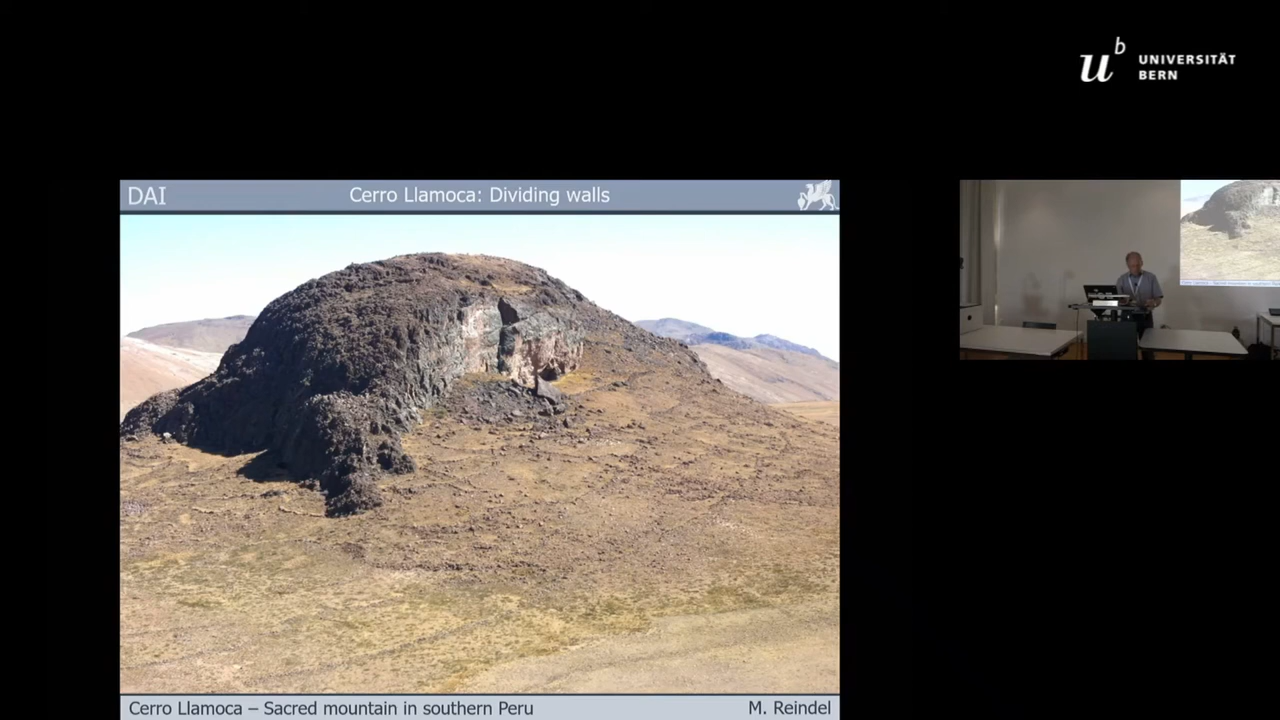 u^b UNIVERSITÄT
BERN
DAI Cerro Llamoca: Dividing walls
Cerro Llamoca – Sacred mountain in southern Peru M. Reindel